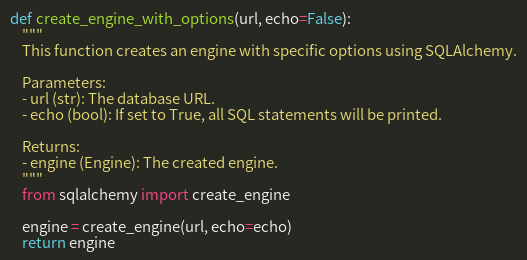 def create_engine_with_options(url, echo=False):
"""
This function creates an engine with specific options using SQLAlchemy.
Parameters:
- url (str): The database URL.
- echo (bool): If set to True, all SQL statements will be printed.
Returns:
- engine (Engine): The created engine.
"""
from sqlalchemy import create_engine
engine = create_engine(url, echo=echo)
return engine